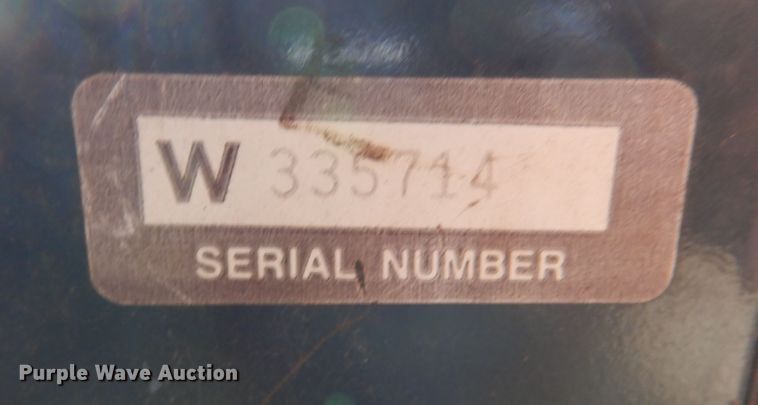 W 335714
SERIAL NUMBER
Purple Wave Auction